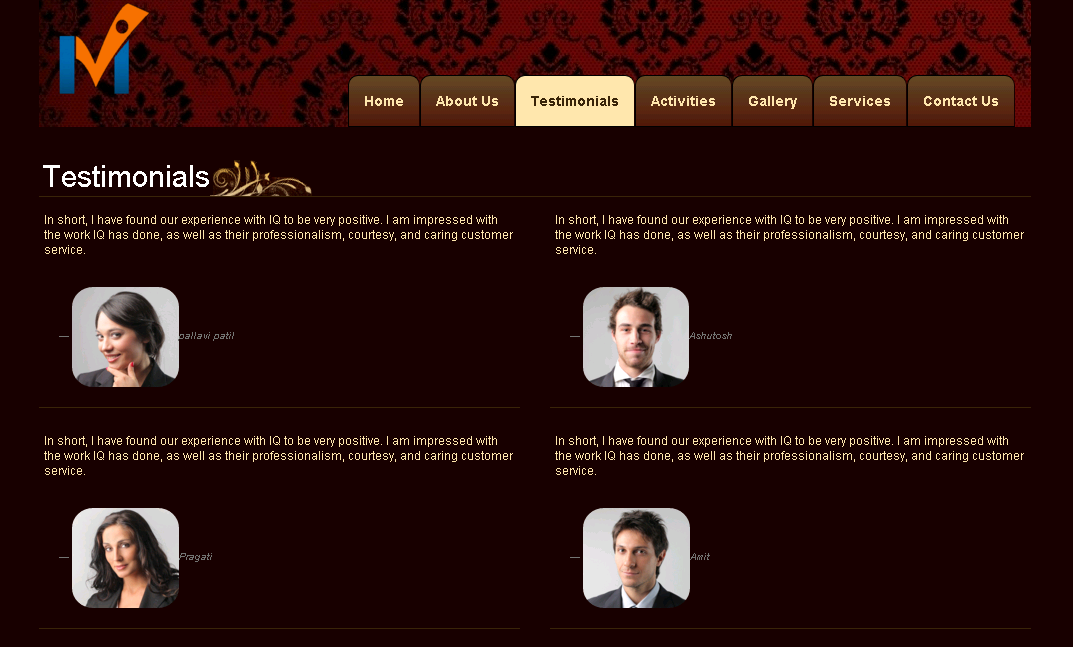 Home
About Us
Testimonials
Activities
Gallery
Services
Contact Us
Testimonials
In short, I have found our experience with IQ to be very positive. I am impressed with
the work IQ has done, as well as their professionalism, courtesy, and caring customer
service.
— pallavi patil
In short, I have found our experience with IQ to be very positive. I am impressed with
the work IQ has done, as well as their professionalism, courtesy, and caring customer
service.
— Ashutosh
In short, I have found our experience with IQ to be very positive. I am impressed with
the work IQ has done, as well as their professionalism, courtesy, and caring customer
service.
— Pragati
In short, I have found our experience with IQ to be very positive. I am impressed with
the work IQ has done, as well as their professionalism, courtesy, and caring customer
service.
— Amit